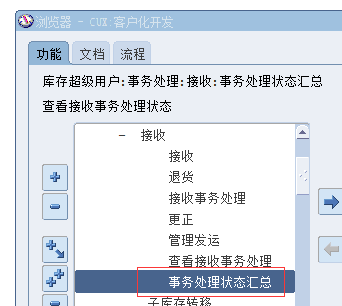 浏览器 - CUX:客户化开发
功能 文档 流程
库存超级用户:事务处理:接收:事务处理状态汇总
查看接收事务处理状态
- 接收
接收
退货
接收事务处理
更正
管理发运
查看接收事务处理
事务处理状态汇总
子库存转移